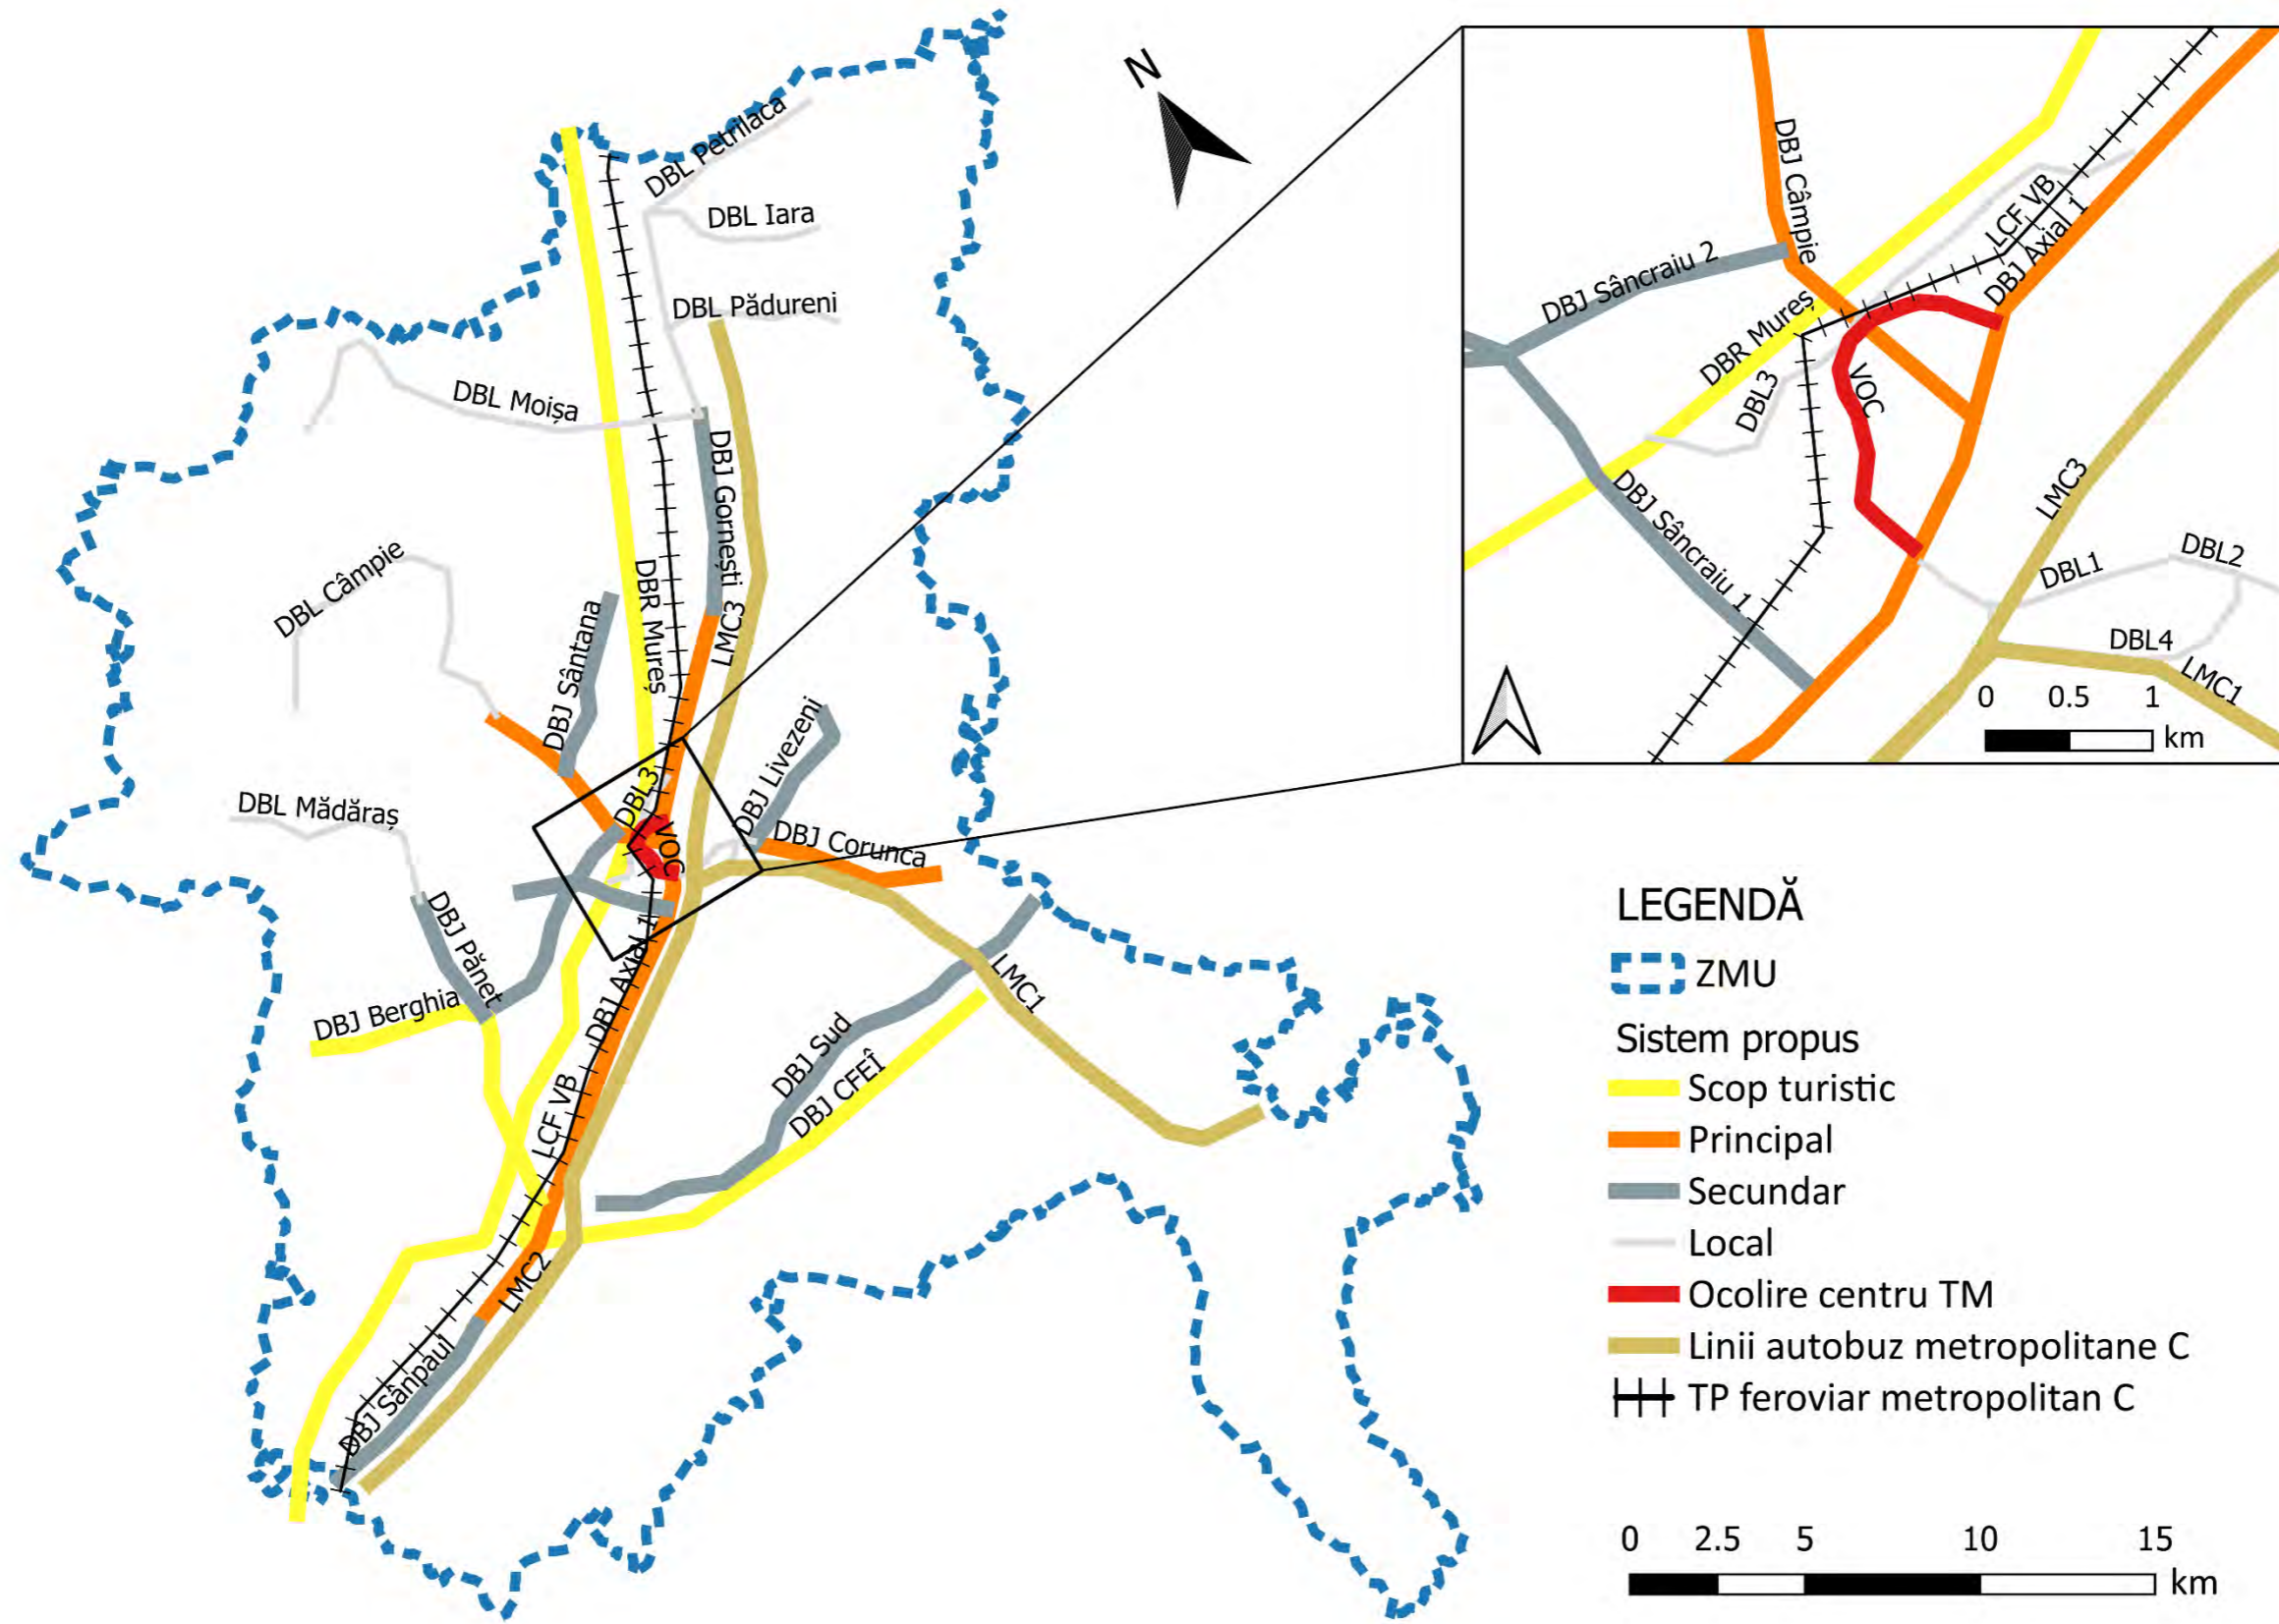 N
DBL Petrilaca
DBL Iara
DBL Pădureni
DBL Moișa
DBJ Gornești
DBL Câmpie
DBR Mureș
LMC3
DBJ Sântana
DBJ Livezeni
DBL3
DBL Mădăraș
VOC
DBJ Corunca
DBJ Pănet
DBJ Berghia
DBJ Axial 1
LMC1
DBJ Sud
DBJ CFEÎ
LCF VB
LMC2
DBJ Sânpaul
DBJ Câmpie
LCF VB
DBJ Sâncraiu 2
DBJ Axial 1
DBR Mureș
DBL3
VOC
LMC3
DBJ Sâncraiu 1
DBL1
DBL2
DBL4
LMC1
0 0.5 1
km
LEGENDĂ
ZMU
Sistem propus
Scop turistic
Principal
Secundar
Local
Ocolire centru TM
Linii autobuz metropolitane C
TP feroviar metropolitan C
0 2.5 5 10 15
km